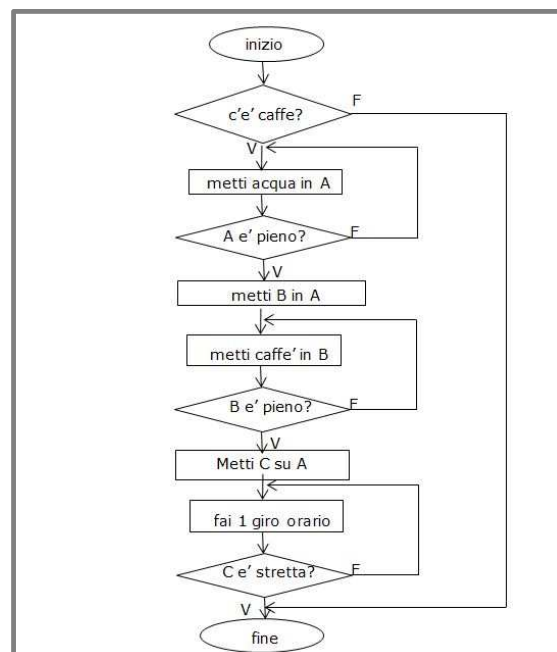 inizio
c'e' caffe?
F
V
metti acqua in A
A e' pieno?
F
V
metti B in A
metti caffe' in B
B e' pieno?
F
V
Metti C su A
fai 1 giro orario
C e' stretta?
F
V
fine